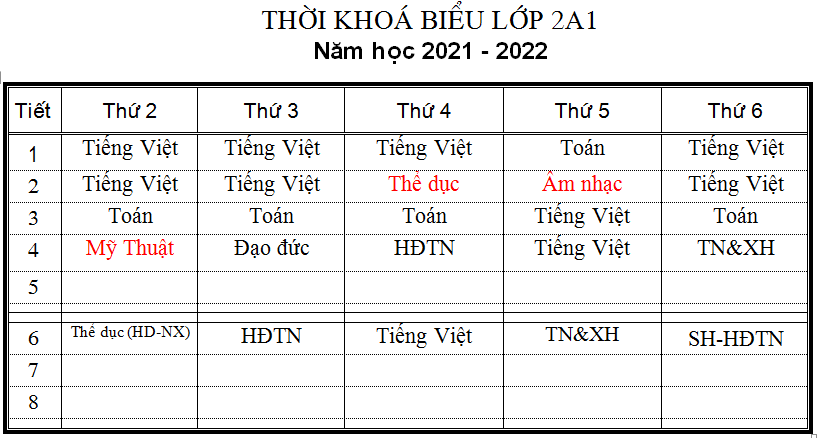 THỜI KHOÁ BIỂU LỚP 2A1
Năm học 2021 - 2022
Tiết Thứ 2 Thứ 3 Thứ 4 Thứ 5 Thứ 6
1 Tiếng Việt Tiếng Việt Tiếng Việt Toán Tiếng Việt
2 Tiếng Việt Tiếng Việt Thể dục Âm nhạc Tiếng Việt
3 Toán Toán Toán Tiếng Việt Toán
4 Mỹ Thuật Đạo đức HĐTN Tiếng Việt TN&XH
5
6 Thể dục (HD-NX) HĐTN Tiếng Việt TN&XH SH-HĐTN
7
8